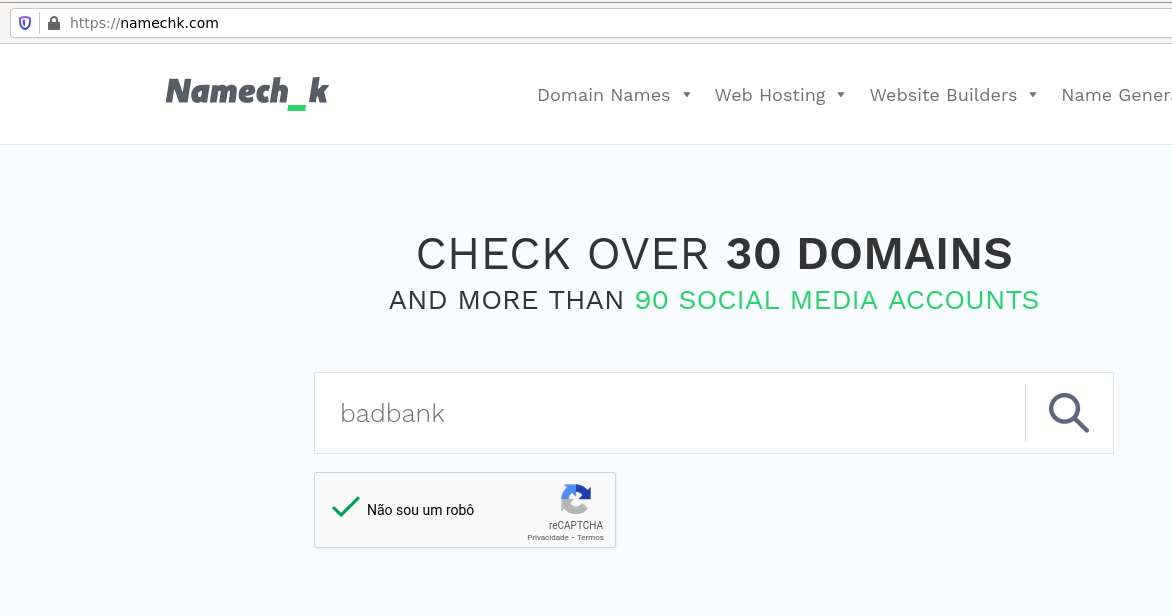 https://namechk.com
Namech_k
Domain Names ▾ Web Hosting ▾ Website Builders ▾ Name Genera
CHECK OVER 30 DOMAINS
AND MORE THAN 90 SOCIAL MEDIA ACCOUNTS
badbank
Não sou um robô
reCAPTCHA
Privacidade - Termos